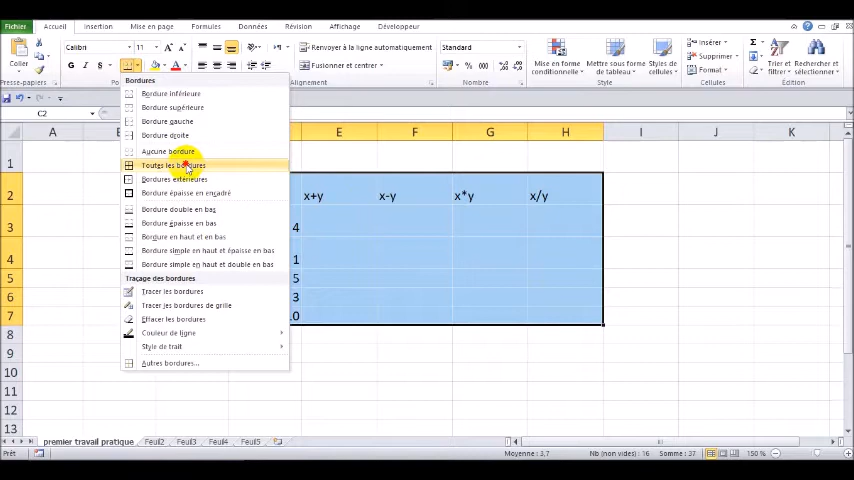 Fichier Accueil Insertion Mise en page Formules Données Révision Affichage Développeur
Calibri 11 A A Renvoyer à la ligne automatiquement Standard Insérer Σ
Coller G I S Fusionner et centrer % 000 Mise en forme conditionnelle Mettre sous forme de tableau Styles de cellules Supprimer Format Trier et filtrer Rechercher et
Presse-papiers Alignement Nombre Style Cellules
C2
Bordures
Bordure inférieure
Bordure supérieure
Bordure gauche
Bordure droite
Aucune bordure
Toutes les bordures
Bordures extérieures
Bordure épaisse en encadré
Bordure double en bas
Bordure épaisse en bas
Bordure en haut et en bas
Bordure simple en haut et épaisse en bas
Bordure simple en haut et double en bas
Traçage des bordures
Tracer les bordures
Tracer les bordures de grille
Effacer les bordures
Couleur de ligne
Style de trait
Autres bordures...
A B E F G H I J K
1
2 x+y x-y x*y x/y
3 4
4 1
5 5
6 3
7 10
8
9
10
11
12
13
premier travail pratique Feuil2 Feuil3 Feuil4 Feuil5
Prêt Moyenne : 3,7 Nb (non vides) : 16 Somme : 37 150 %